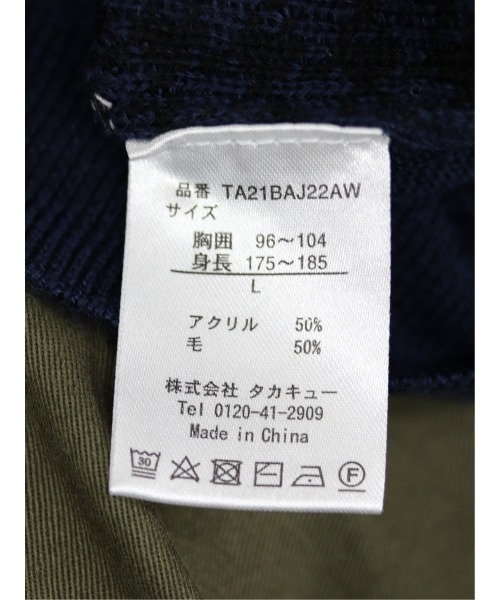 品番 TA21BAJ22AW
サイズ
胸囲 96～104
身長 175～185
L
アクリル 50%
毛 50%
株式会社 タカキュー
Tel 0120-41-2909
Made in China
30 F